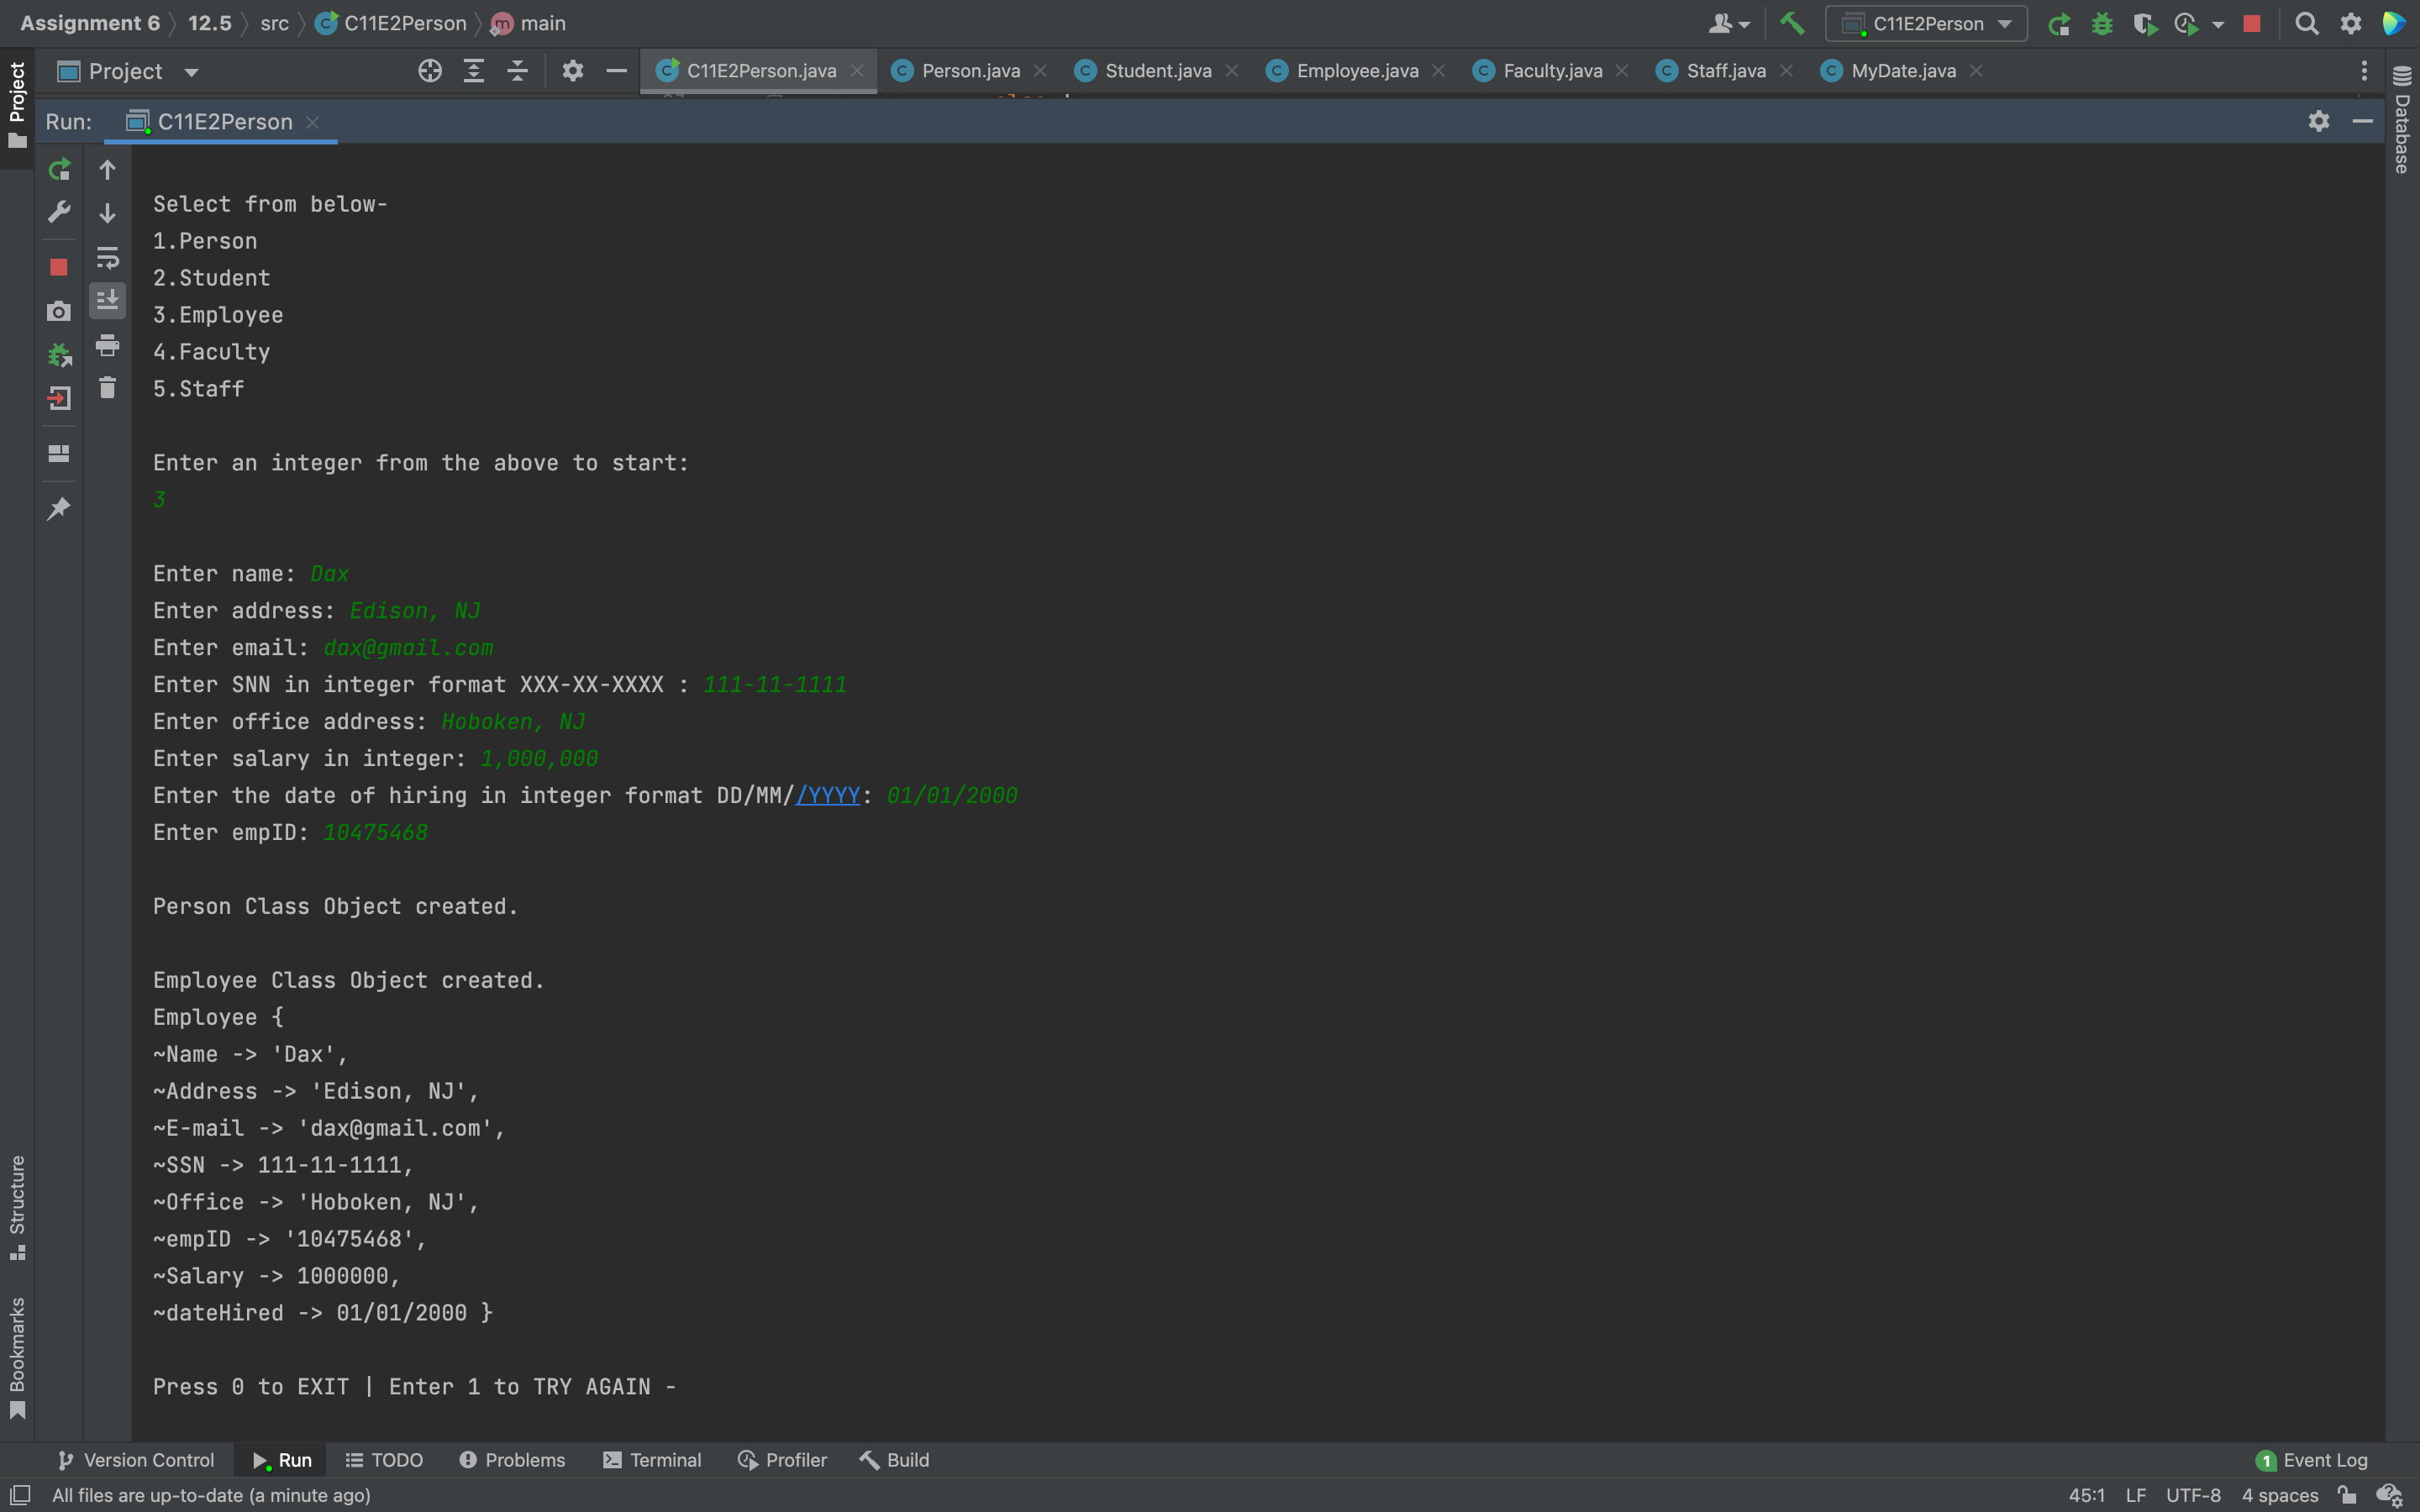 Assignment 6 12.5 src C11E2Person main C11E2Person
Project C11E2Person.java Person.java Student.java Employee.java Faculty.java Staff.java MyDate.java
Run: C11E2Person
Select from below-
1.Person
2.Student
3.Employee
4.Faculty
5.Staff
Enter an integer from the above to start:
3
Enter name: Dax
Enter address: Edison, NJ
Enter email: dax@gmail.com
Enter SNN in integer format XXX-XX-XXXX : 111-11-1111
Enter office address: Hoboken, NJ
Enter salary in integer: 1,000,000
Enter the date of hiring in integer format DD/MM//YYYY: 01/01/2000
Enter empID: 10475468
Person Class Object created.
Employee Class Object created.
Employee {
~Name -> 'Dax',
~Address -> 'Edison, NJ',
~E-mail -> 'dax@gmail.com',
~SSN -> 111-11-1111,
~Office -> 'Hoboken, NJ',
~empID -> '10475468',
~Salary -> 1000000,
~dateHired -> 01/01/2000 }
Press 0 to EXIT | Enter 1 to TRY AGAIN -
Project
Structure
Bookmarks
Database
Version Control Run TODO Problems Terminal Profiler Build 1 Event Log
All files are up-to-date (a minute ago) 45:1 LF UTF-8 4 spaces